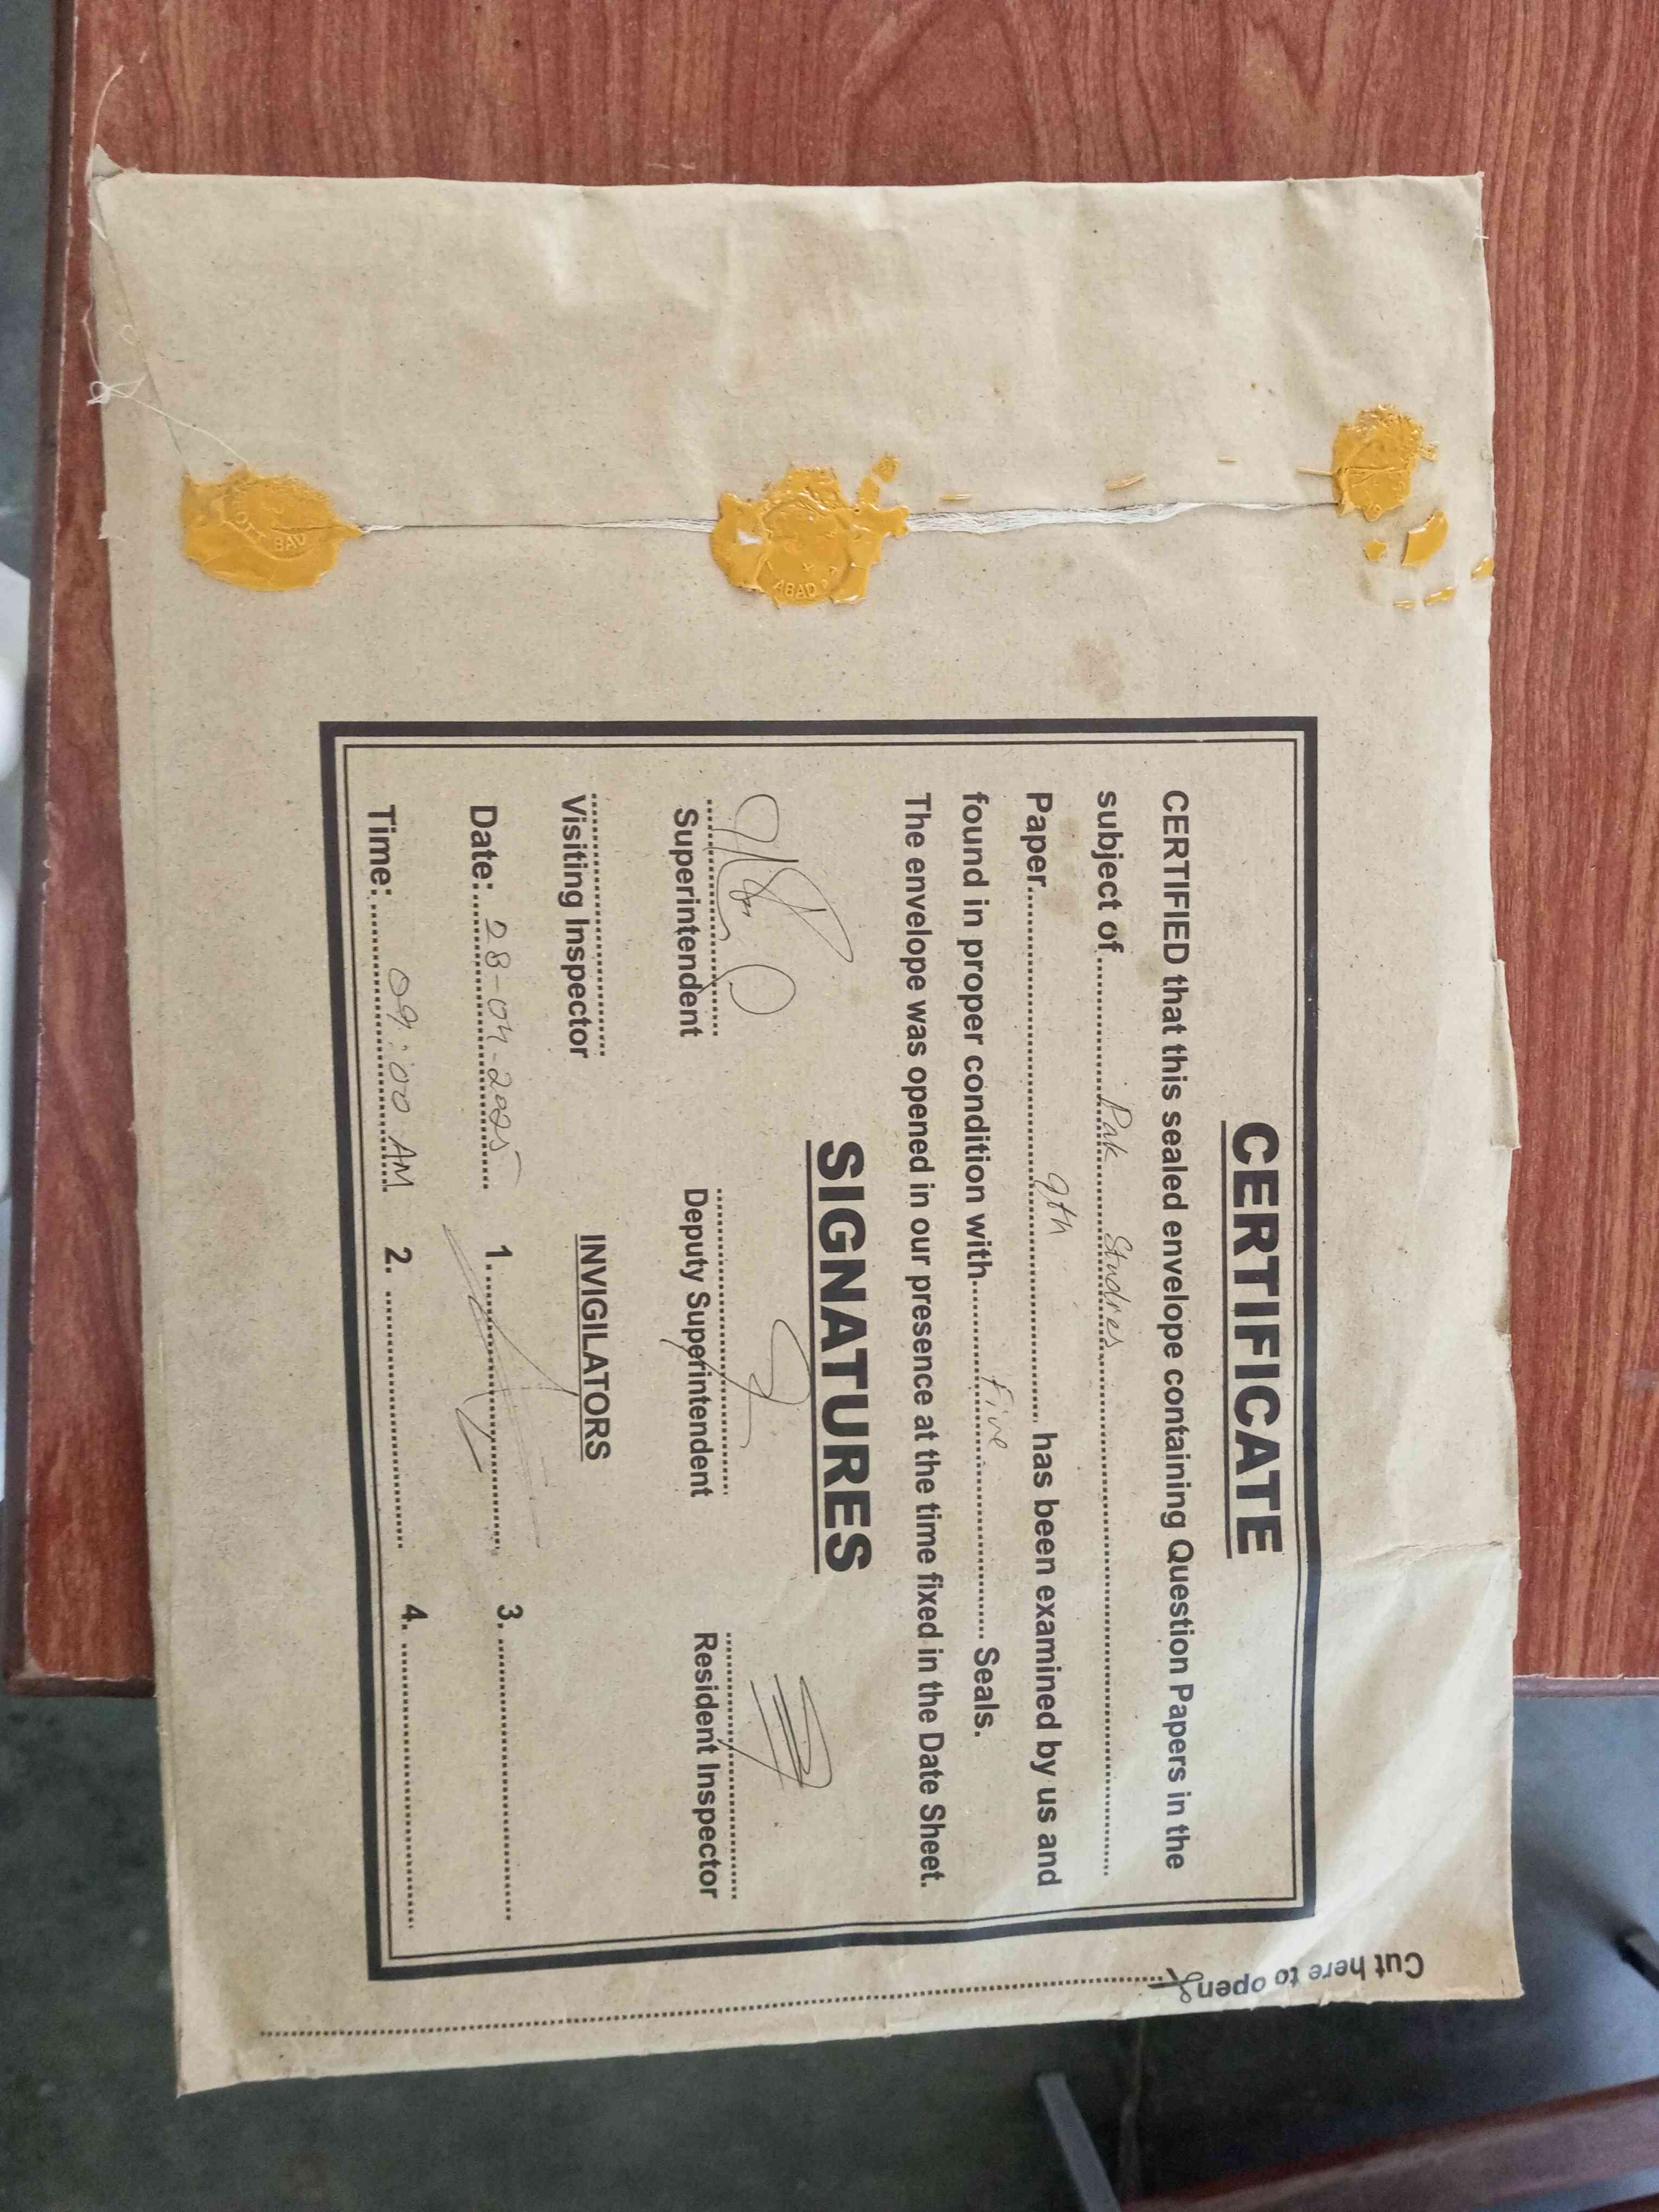 CERTIFICATE
CERTIFIED that this sealed envelope containing Question Papers in the
subject of.......... Pak Studies ..........
Paper.......... 9th .......... has been examined by us and
found in proper condition with.......... Five .......... Seals.
The envelope was opened in our presence at the time fixed in the Date Sheet.
SIGNATURES
Superintendent Deputy Superintendent Resident Inspector
Visiting Inspector INVIGILATORS
Date: 28-04-2025 1. .......... 3. ..........
Time: 09:00 AM 2. .......... 4. ..........
Cut here to open
ABAD